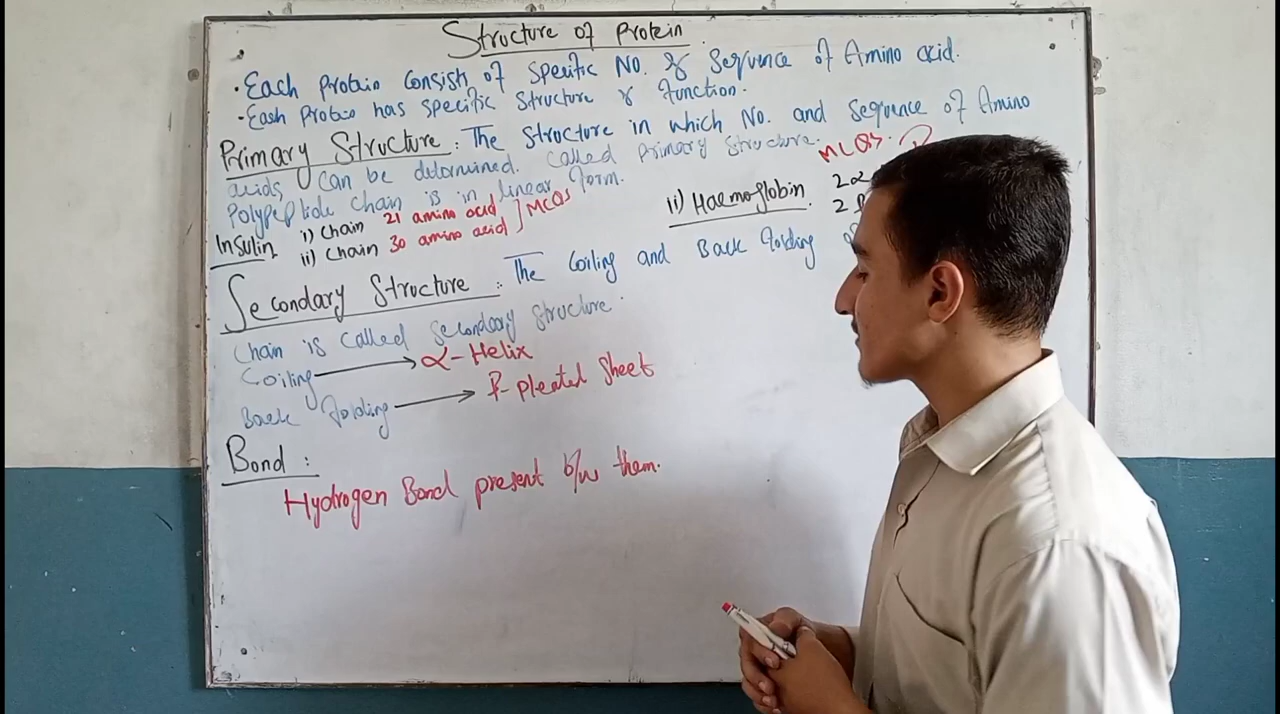 Structure of Protein
• Each Protein Consist of Specific No. & Sequence of Amino acid.
• Each Protein has specific Structure & function.
Primary Structure : The Structure in which No. and Sequence of Amino
acids, can be determined. called Primary Structure.
Polypeptide Chain is in linear form.
Insulin i) Chain 21 amino acid
ii) Chain 30 amino acid ] MCQs
ii) Haemoglobin MCQs.
2α
2
Secondary Structure : The Coiling and Back folding
Chain is called Secondary Structure.
Coiling → α-Helix
Back folding → β-pleated Sheets
Bond :
Hydrogen Bond present b/w them.